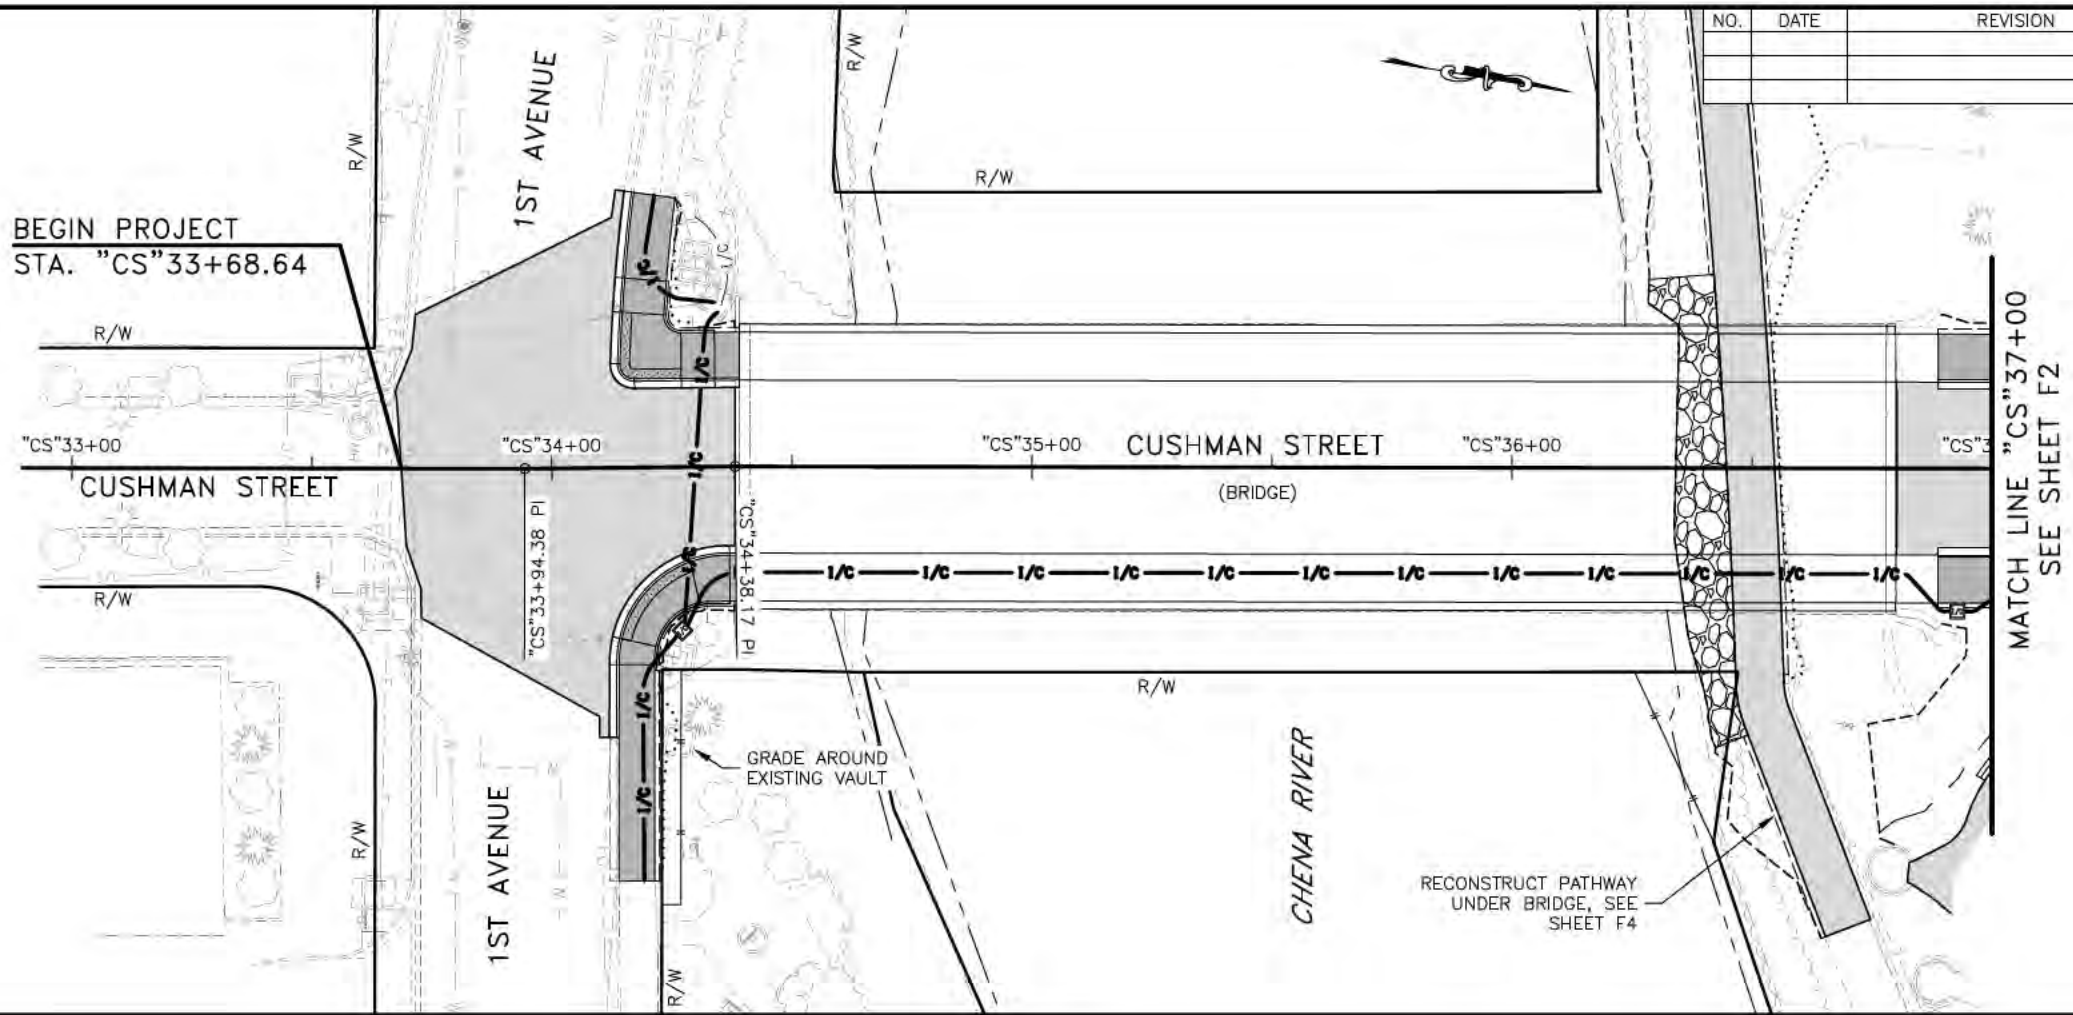 NO. DATE REVISION
R/W
R/W
R/W
1ST AVENUE
BEGIN PROJECT
STA. "CS"33+68.64
R/W
I/C
I/C
I/C
"CS"33+00
"CS"34+00
"CS"35+00
CUSHMAN STREET
"CS"36+00
"CS"3
CUSHMAN STREET
(BRIDGE)
I/C
MATCH LINE "CS"37+00
SEE SHEET F2
"CS"33+94.38 PI
"CS"34+38.17 PI
I/C
I/C I/C I/C I/C I/C I/C I/C I/C I/C I/C I/C I/C
R/W
R/W
I/C
I/C
GRADE AROUND
EXISTING VAULT
1ST AVENUE
R/W
R/W
CHENA RIVER
RECONSTRUCT PATHWAY
UNDER BRIDGE, SEE
SHEET F4